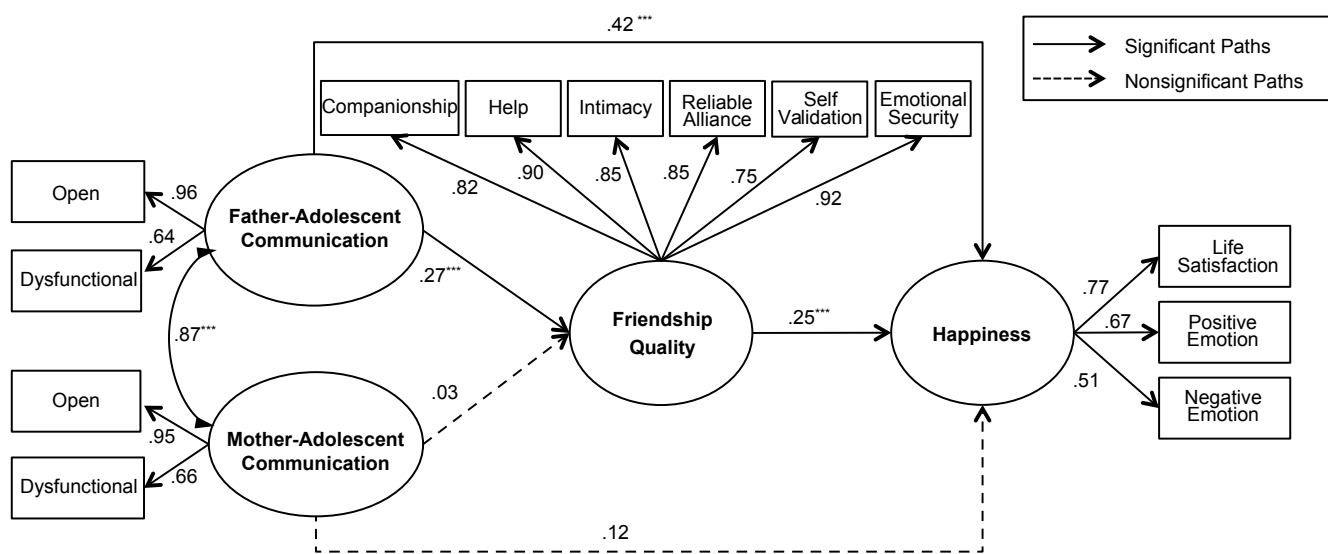 .42 ***
Significant Paths
Nonsignificant Paths
Companionship
Help
Intimacy
Reliable
Alliance
Self
Validation
Emotional
Security
.82
.90
.85
.85
.75
.92
Open
.96
Dysfunctional
.64
Father-Adolescent
Communication
.27***
.87***
Friendship
Quality
.25***
Happiness
.77
.67
.51
Life
Satisfaction
Positive
Emotion
Negative
Emotion
Open
.95
Dysfunctional
.66
Mother-Adolescent
Communication
.03
.12